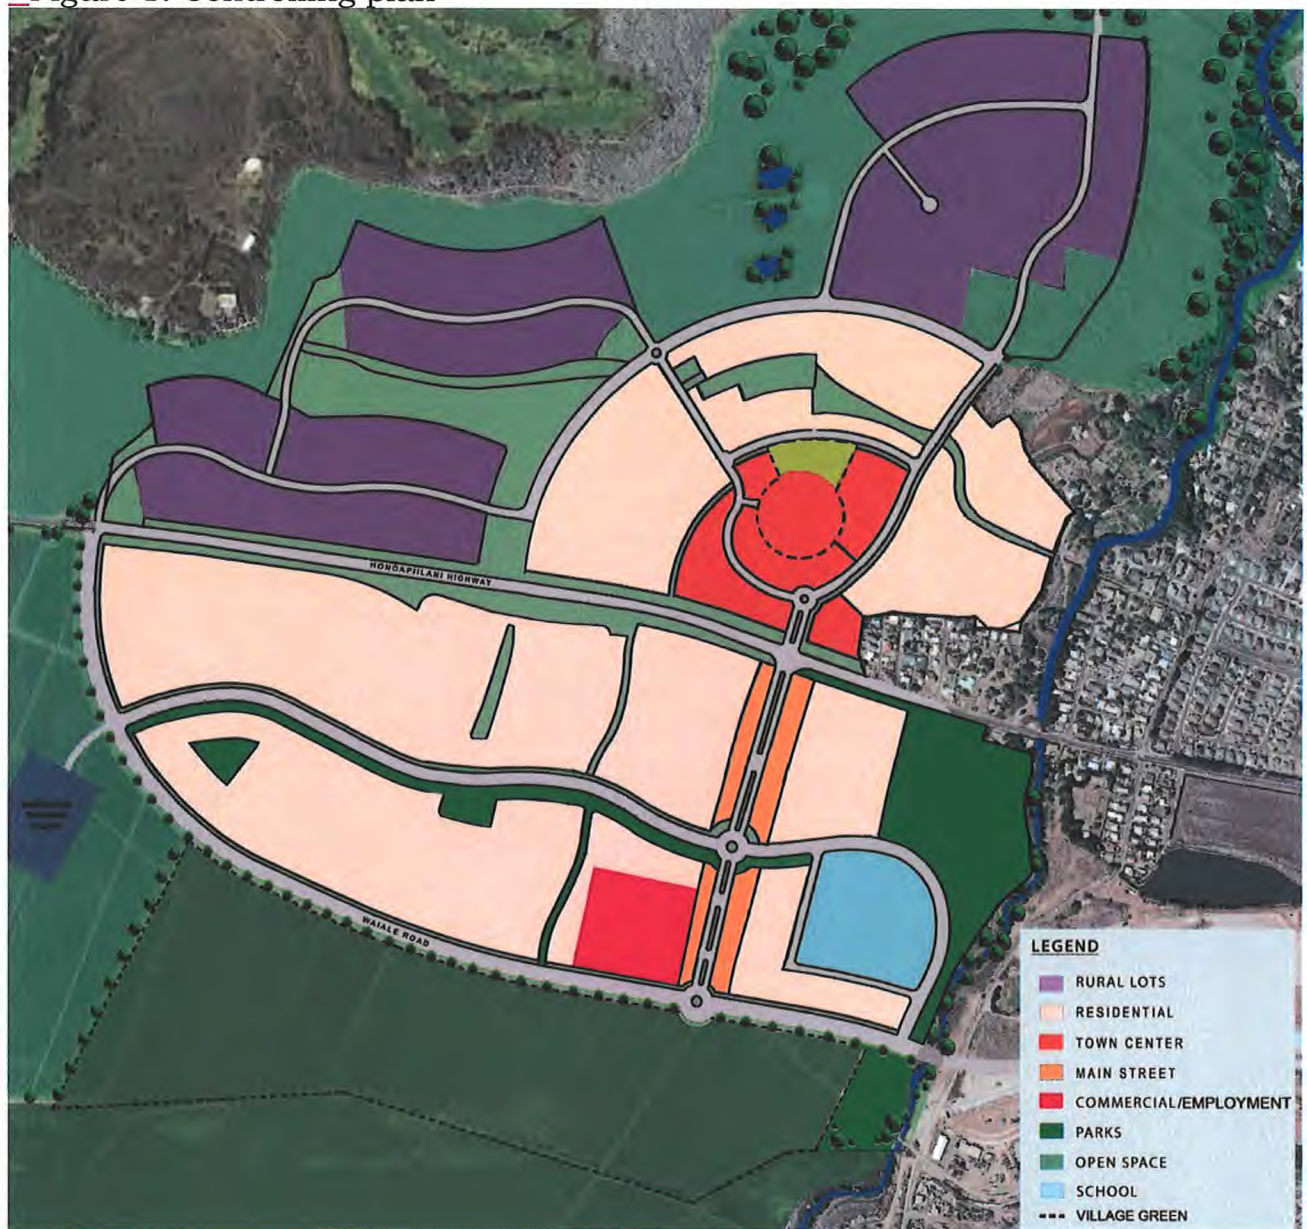 Figure 1: Controlling plan
HONOAPIILANI HIGHWAY
WAIALE ROAD
LEGEND
RURAL LOTS
RESIDENTIAL
TOWN CENTER
MAIN STREET
COMMERCIAL/EMPLOYMENT
PARKS
OPEN SPACE
SCHOOL
VILLAGE GREEN